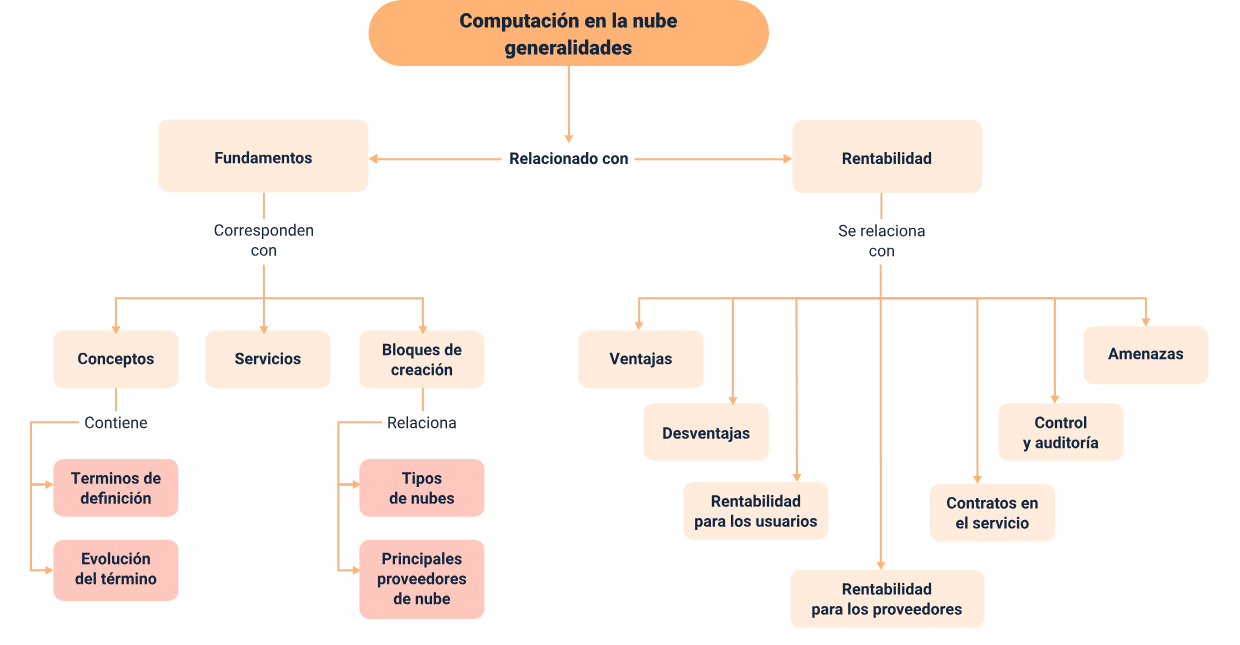 Computación en la nube
generalidades
Fundamentos
Relacionado con
Rentabilidad
Corresponden
con
Se relaciona
con
Conceptos
Servicios
Bloques de
creación
Ventajas
Amenazas
Desventajas
Control
y auditoría
Contiene
Relaciona
Terminos de
definición
Tipos
de nubes
Rentabilidad
para los usuarios
Contratos en
el servicio
Evolución
del término
Principales
proveedores
de nube
Rentabilidad
para los proveedores